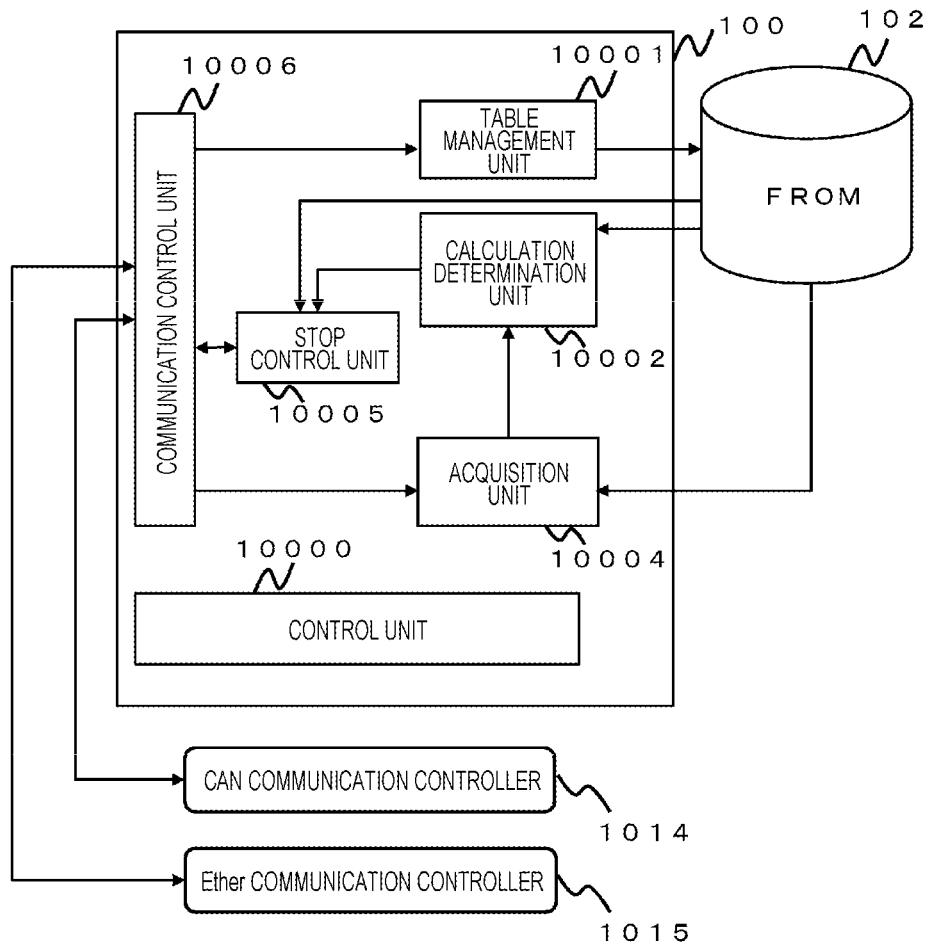 100
102
10006
10001
TABLE
MANAGEMENT
UNIT
FROM
COMMUNICATION CONTROL UNIT
CALCULATION
DETERMINATION
UNIT
10002
STOP
CONTROL UNIT
10005
ACQUISITION
UNIT
10004
10000
CONTROL UNIT
CAN COMMUNICATION CONTROLLER
1014
Ether COMMUNICATION CONTROLLER
1015